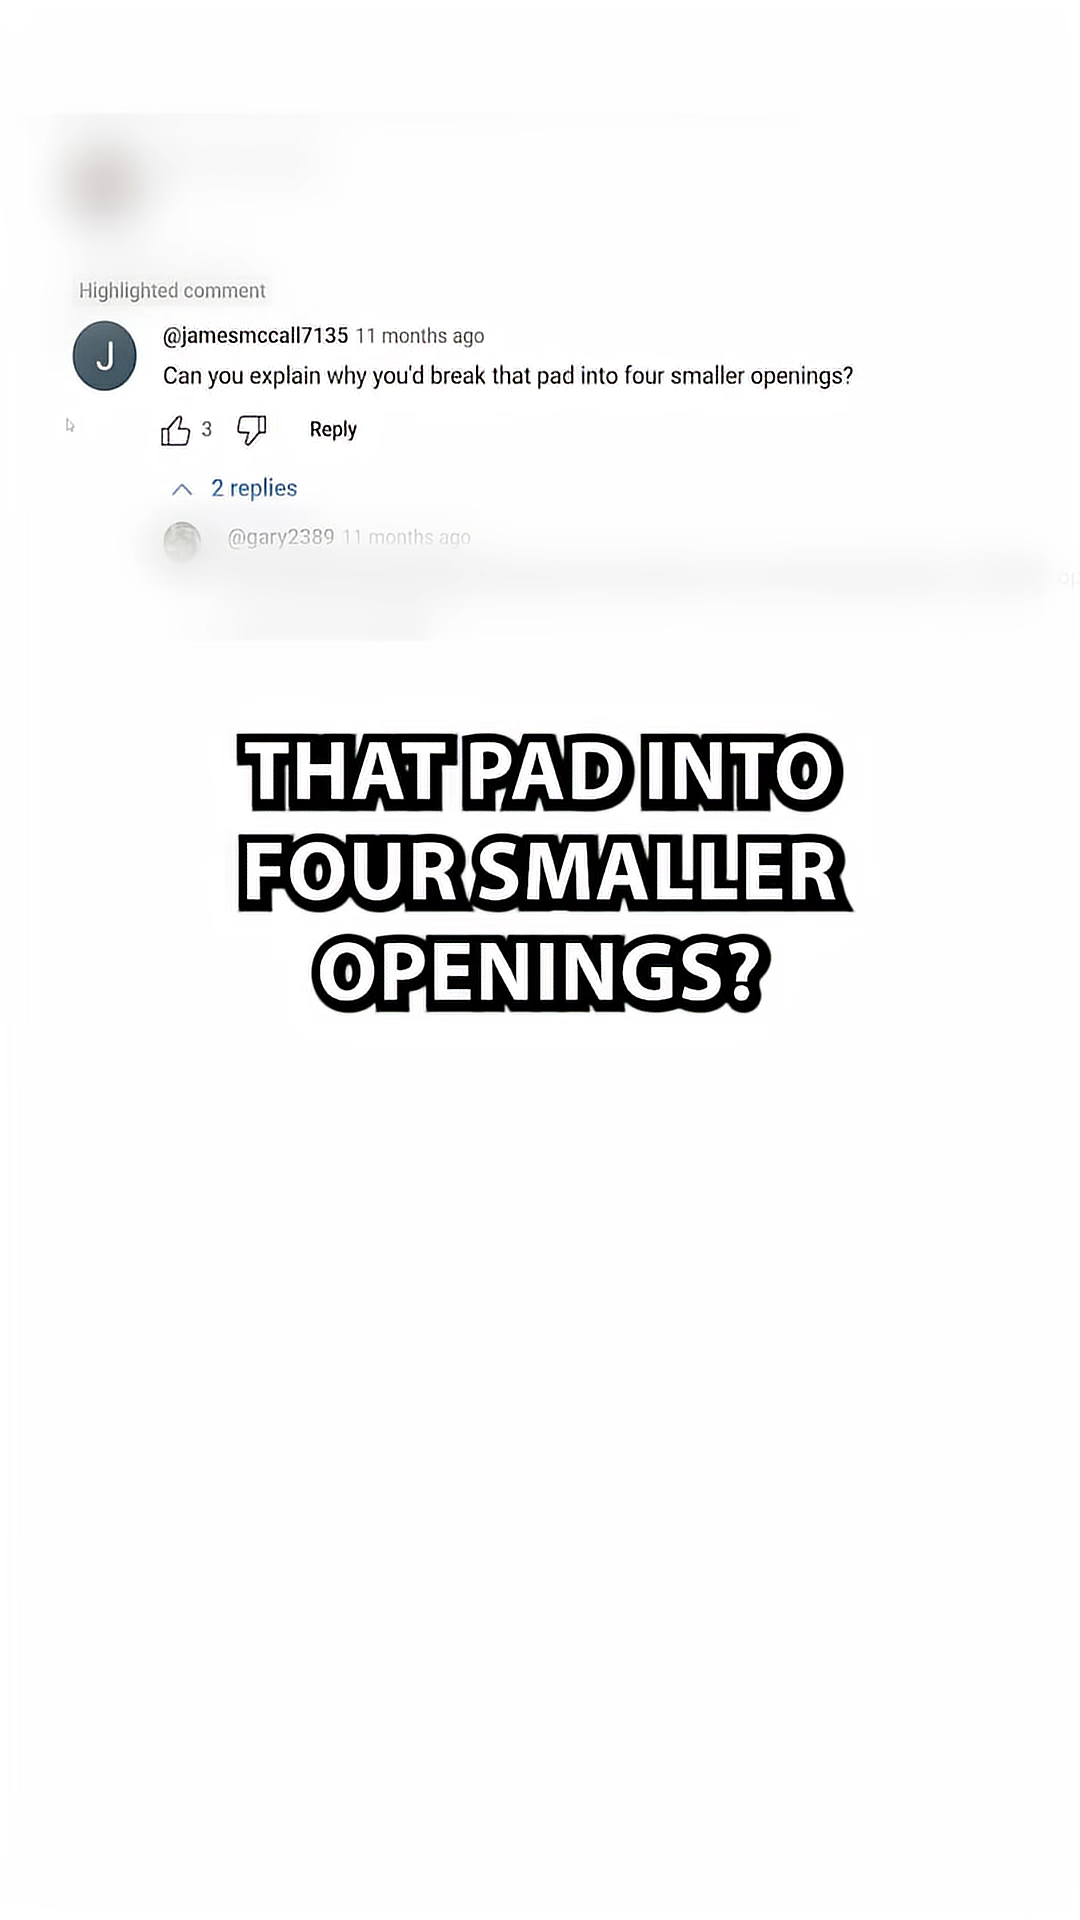 Highlighted comment
@jamesmccall7135 11 months ago
Can you explain why you'd break that pad into four smaller openings?
3
Reply
2 replies
@gary2389 11 months ago
op
THAT PAD INTO
FOUR SMALLER
OPENINGS?